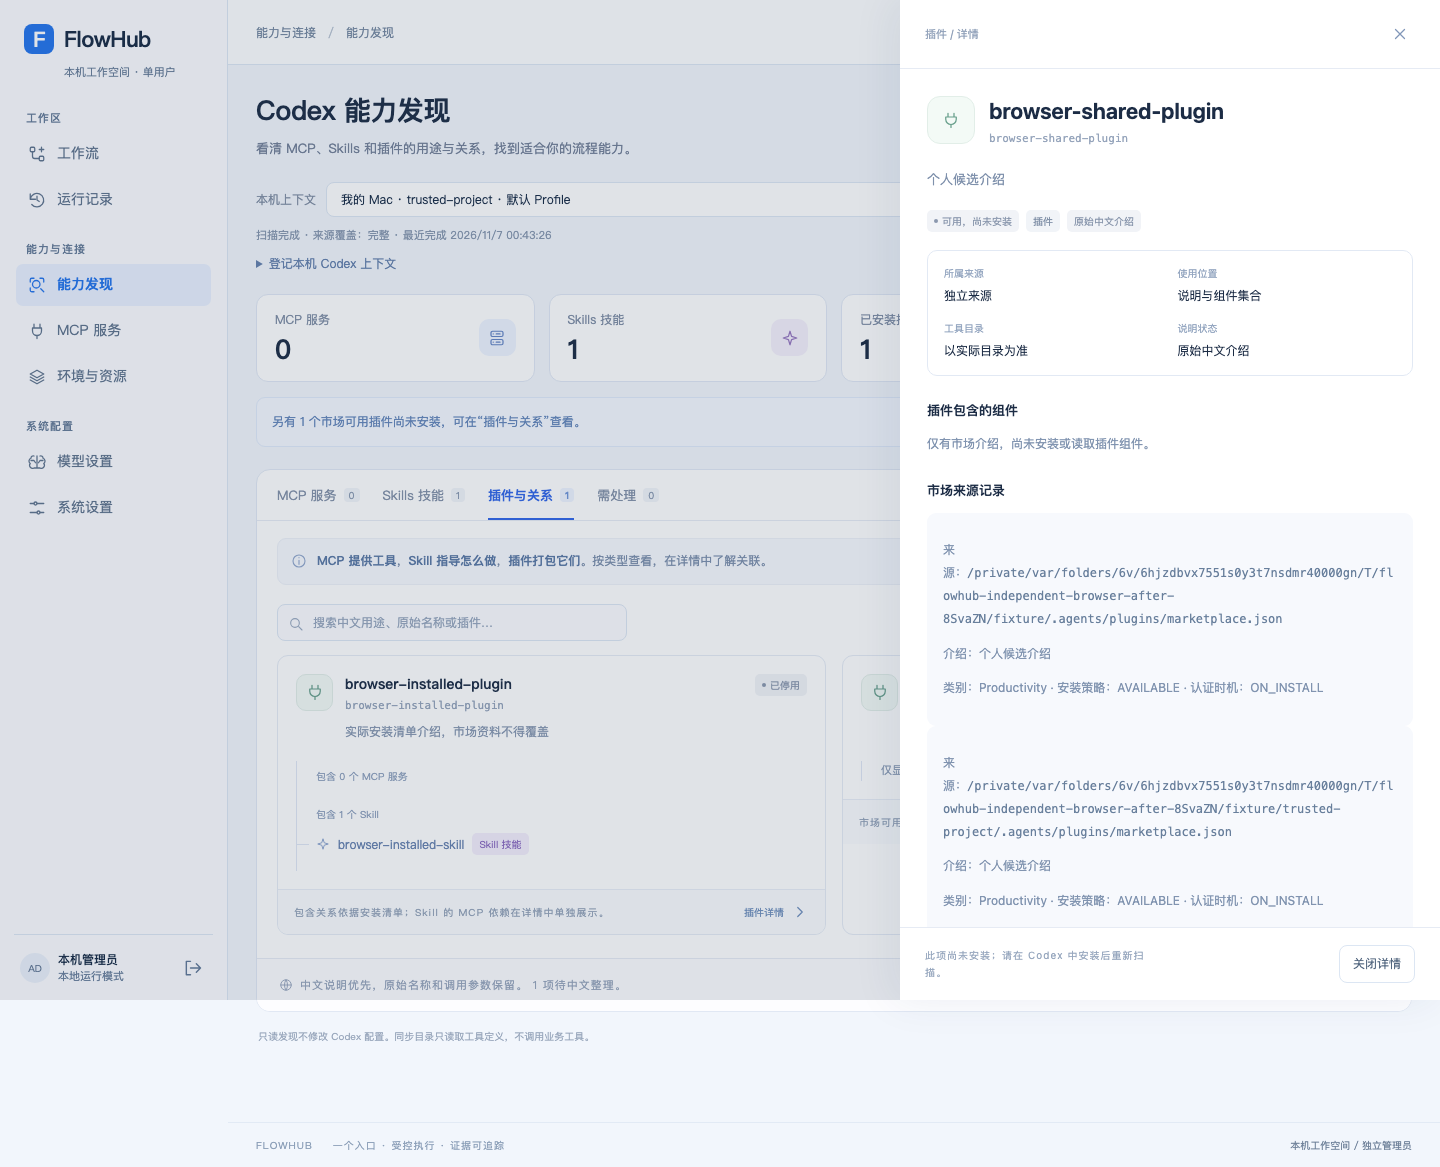 F FlowHub
本机工作空间 · 单用户
工作区
工作流
运行记录
能力与连接
能力发现
MCP 服务
环境与资源
系统配置
模型设置
系统设置
AD
本机管理员
本地运行模式
能力与连接 / 能力发现
Codex 能力发现
看清 MCP、Skills 和插件的用途与关系，找到适合你的流程能力。
本机上下文 我的 Mac · trusted-project · 默认 Profile
扫描完成 · 来源覆盖：完整 · 最近完成 2026/11/7 00:43:26
登记本机 Codex 上下文
MCP 服务
0
Skills 技能
1
已安装
1
另有 1 个市场可用插件尚未安装，可在“插件与关系”查看。
MCP 服务 0 Skills 技能 1 插件与关系 1 需处理 0
MCP 提供工具，Skill 指导怎么做，插件打包它们。按类型查看，在详情中了解关联。
搜索中文用途、原始名称或插件...
browser-installed-plugin
已停用
browser-installed-plugin
实际安装清单介绍，市场资料不得覆盖
包含 0 个 MCP 服务
包含 1 个 Skill
browser-installed-skill Skill 技能
包含关系依据安装清单；Skill 的 MCP 依赖在详情中单独展示。
插件详情
仅显
市场可用
中文说明优先，原始名称和调用参数保留。 1 项待中文整理。
只读发现不修改 Codex 配置。同步目录只读取工具定义，不调用业务工具。
FLOWHUB 一个入口 · 受控执行 · 证据可追踪
本机工作空间 / 独立管理员
插件 / 详情
browser-shared-plugin
browser-shared-plugin
个人候选介绍
可用，尚未安装 插件 原始中文介绍
所属来源
独立来源
使用位置
说明与组件集合
工具目录
以实际目录为准
说明状态
原始中文介绍
插件包含的组件
仅有市场介绍，尚未安装或读取插件组件。
市场来源记录
来
源：/private/var/folders/6v/6hjzdbvx7551s0y3t7nsdmr40000gn/T/fl
owhub-independent-browser-after-
8SvaZN/fixture/.agents/plugins/marketplace.json
介绍：个人候选介绍
类别：Productivity · 安装策略：AVAILABLE · 认证时机：ON_INSTALL
来
源：/private/var/folders/6v/6hjzdbvx7551s0y3t7nsdmr40000gn/T/fl
owhub-independent-browser-after-8SvaZN/fixture/trusted-
project/.agents/plugins/marketplace.json
介绍：个人候选介绍
类别：Productivity · 安装策略：AVAILABLE · 认证时机：ON_INSTALL
此项尚未安装；请在 Codex 中安装后重新扫
描。
关闭详情